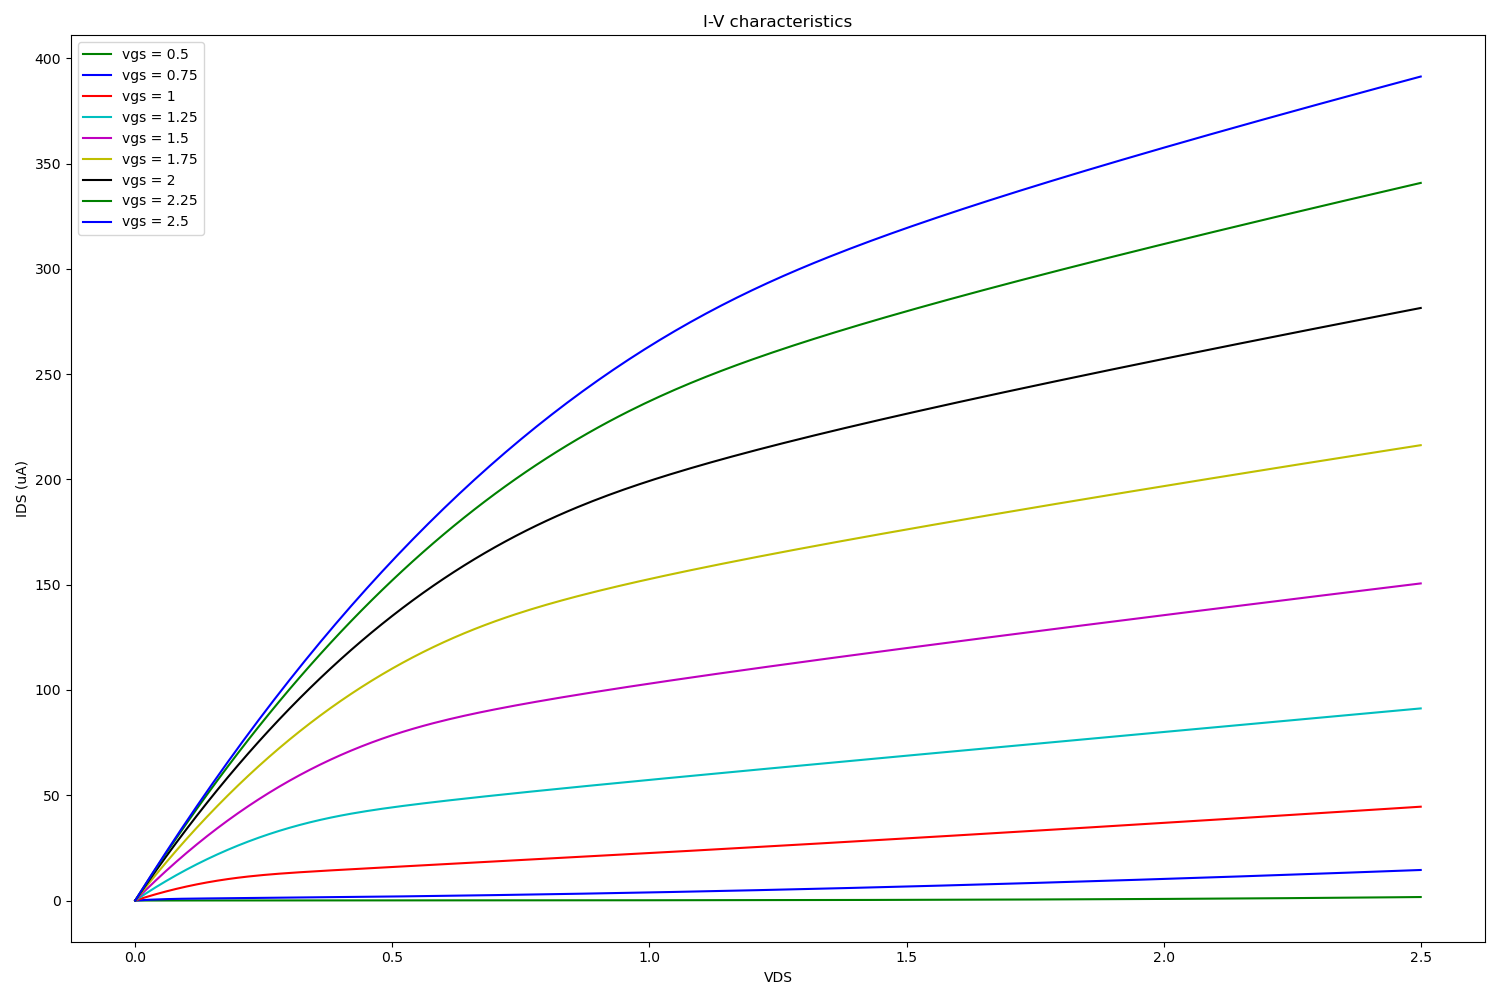 I-V characteristics
vgs = 0.5
vgs = 0.75
vgs = 1
vgs = 1.25
vgs = 1.5
vgs = 1.75
vgs = 2
vgs = 2.25
vgs = 2.5
400
350
300
250
200
150
100
50
0
IDS (uA)
0.0 0.5 1.0 1.5 2.0 2.5
VDS